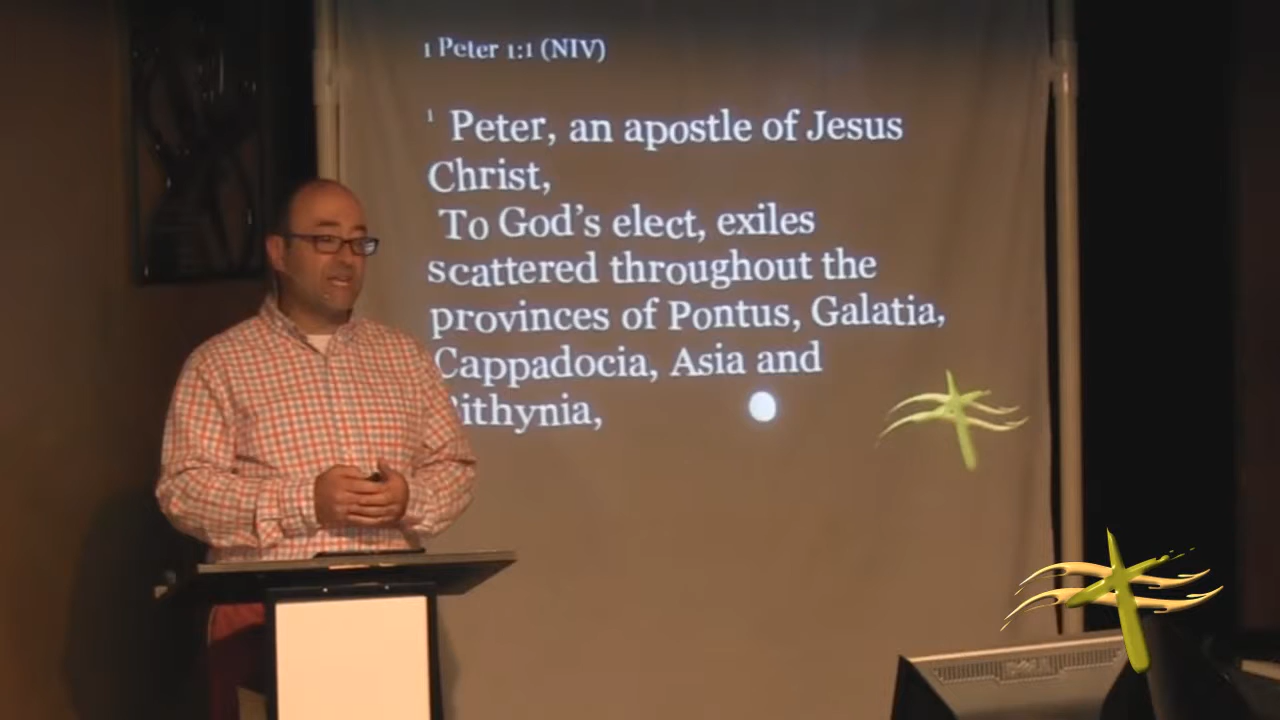 1 Peter 1:1 (NIV)
1 Peter, an apostle of Jesus
Christ,
To God's elect, exiles
scattered throughout the
provinces of Pontus, Galatia,
Cappadocia, Asia and
Bithynia,